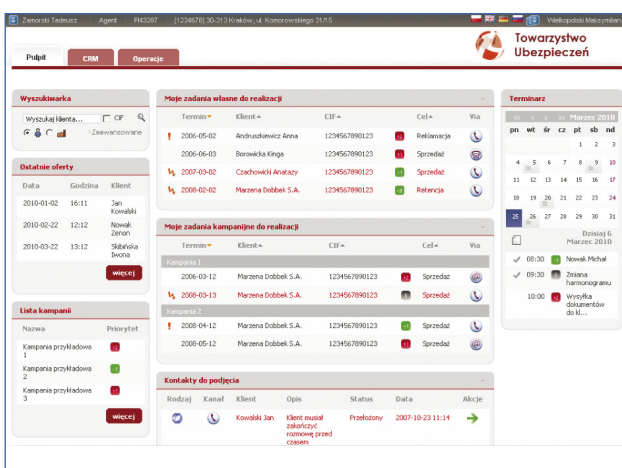 Zamorski Tadeusz Agent PI43287 [1234678] 30-313 Kraków, ul. Komorowskiego 31/15 Wielkopolski Maksymilian
Towarzystwo
Ubezpieczeń
Pulpit CRM Operacje
Wyszukiwarka
Wyszukaj klienta... CIF
Zaawansowane
Ostatnie oferty
Data Godzina Klient
2010-01-02 16:11 Jan
Kowalski
2010-02-22 12:12 Nowak
Zenon
2010-03-22 13:12 Skibińska
Iwona
więcej
Lista kampanii
Nazwa Priorytet
Kampania przykładowa
1
Kampania przykładowa
2
Kampania przykładowa
3
więcej
Moje zadania własne do realizacji
Termin Klient CIF Cel Via
2006-05-02 Andruszkiewicz Anna 1234567890123 Reklamacja
2006-06-03 Borowicka Kinga 1234567890123 Sprzedaż
2007-03-02 Czachowicki Anatazy 1234567890123 Sprzedaż
2008-02-02 Marzena Dobbek S.A. 1234567890123 Retencja
Moje zadania kampanijne do realizacji
Termin Klient CIF Cel Via
Kampania 1
2006-03-12 Marzena Dobbek S.A. 1234567890123 Sprzedaż
2008-03-13 Marzena Dobbek S.A. 1234567890123 Sprzedaż
Kampania 2
2008-04-12 Marzena Dobbek S.A. 1234567890123 Sprzedaż
2008-05-12 Marzena Dobbek S.A. 1234567890123 Sprzedaż
Kontakty do podjęcia
Rodzaj Kanał Klient Opis Status Data Akcje
Kowalski Jan Klient musiał Przełożony 2007-10-23 11:14
zakończyć
rozmowę przed
czasem
Terminarz
Marzec 2010
pn wt śr cz pt sb nd
1 2 3
4 5 6 7 8 9 10
11 12 13 14 15 16 17
18 19 20 21 22 23 24
25 26 27 28 29 30 31
Dzisiaj 6
Marzec 2010
08:30 Nowak Michał
09:30 Zmiana
harmonogramu
10:00 Wysyłka
dokumentów
do kl...